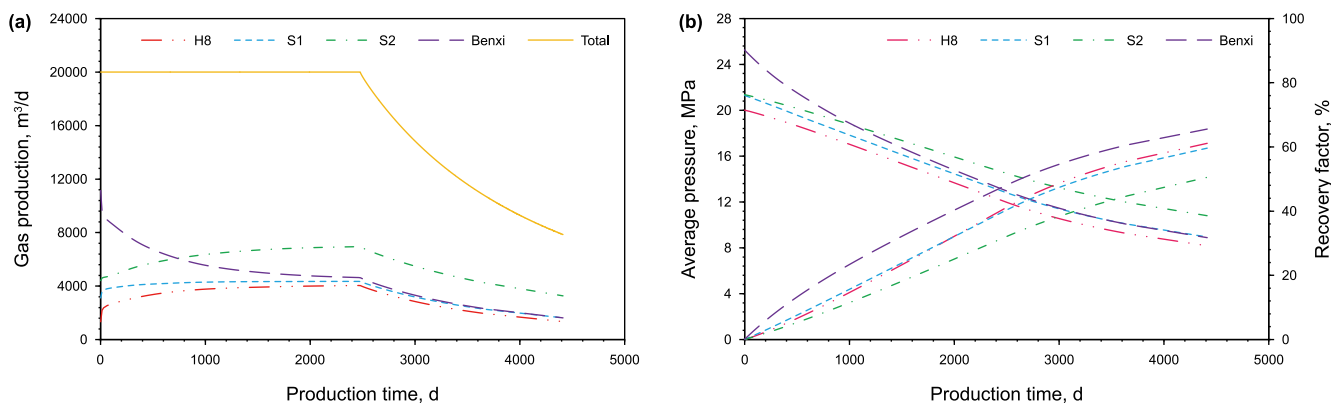 (a)
24000
20000
16000
12000
8000
4000
0
Gas production, m³/d
H8 S1 S2 Benxi Total
0 1000 2000 3000 4000 5000
Production time, d
(b)
28
24
20
16
12
8
4
0
Average pressure, MPa
H8 S1 S2 Benxi
100
80
60
40
20
0
Recovery factor, %
0 1000 2000 3000 4000 5000
Production time, d